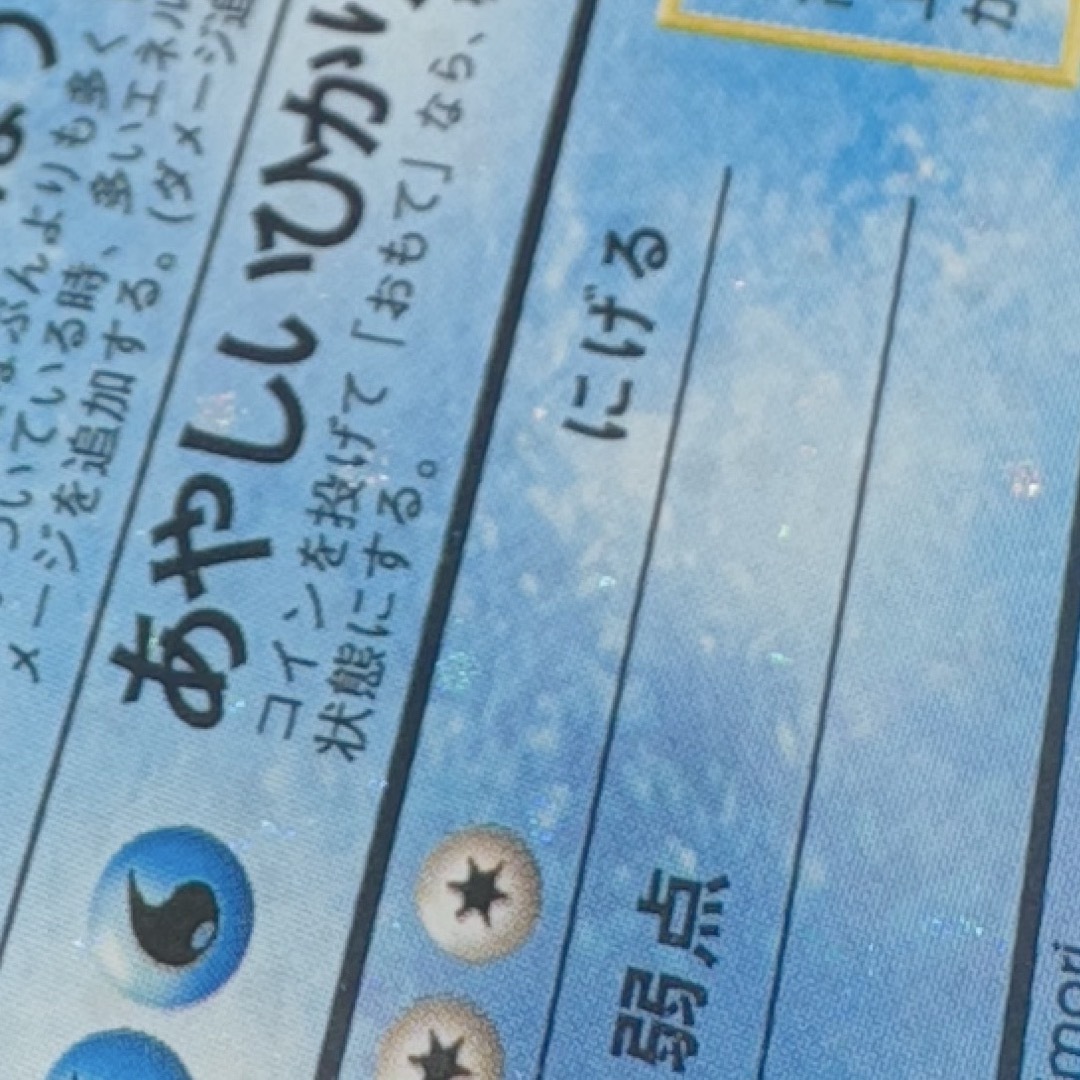 ぶんよりも多く
ついている時、多いエネル
メージを追加する。(ダメージ追
あやしいひかり
コインを投げて「おもて」なら、
状態にする。
にげる
弱点
mori